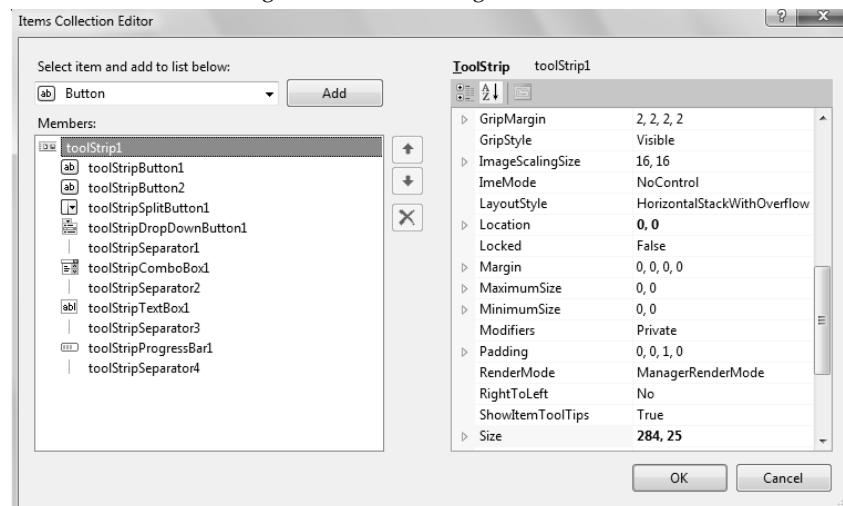 Items Collection Editor
Select item and add to list below:
Button
Add
Members:
toolStrip1
toolStripButton1
toolStripButton2
toolStripSplitButton1
toolStripDropDownButton1
toolStripSeparator1
toolStripComboBox1
toolStripSeparator2
toolStripTextBox1
toolStripSeparator3
toolStripProgressBar1
toolStripSeparator4
ToolStrip toolStrip1
GripMargin 2, 2, 2, 2
GripStyle Visible
ImageScalingSize 16, 16
ImeMode NoControl
LayoutStyle HorizontalStackWithOverflow
Location 0, 0
Locked False
Margin 0, 0, 0, 0
MaximumSize 0, 0
MinimumSize 0, 0
Modifiers Private
Padding 0, 0, 1, 0
RenderMode ManagerRenderMode
RightToLeft No
ShowItemToolTips True
Size 284, 25
OK Cancel